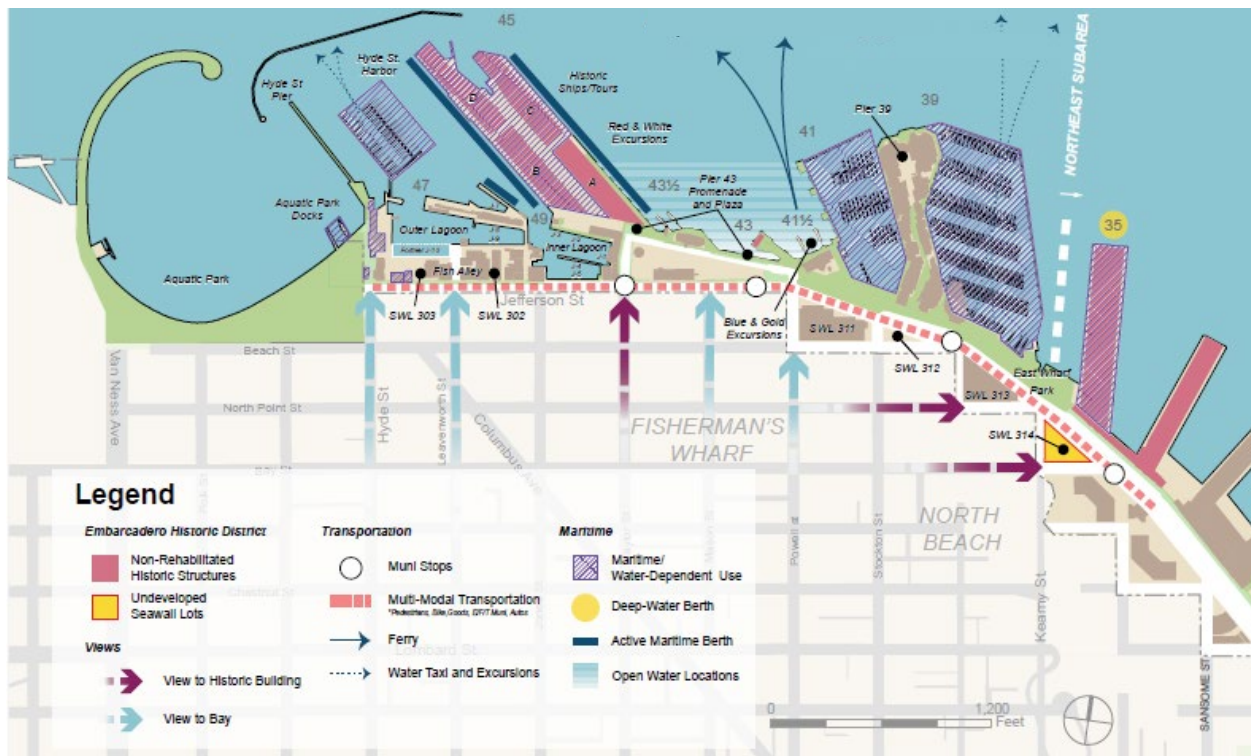 45
Hyde St.
Harbor
Hyde St
Pier
Historic
Ships/Tours
Red & White
Excursions
D
C
B
A
39
Pier 39
41
NORTHEAST SUBAREA
35
Aquatic Park
Docks
47
49
43½
Pier 43
Promenade
and Plaza
43
41½
Outer Lagoon
Inner Lagoon
Aquatic Park
Fish Alley
Jefferson St
SWL 303
SWL 302
Blue & Gold
Excursions
SWL 311
SWL 312
SWL 313
East Wharf
Park
SWL 314
Beach St
North Point St
Van Ness Ave
Hyde St
Leavenworth St
Columbus Ave
FISHERMAN'S
WHARF
NORTH
BEACH
Powell st
Stockton St
Kearny St
SANSOME ST
Lombard St.
Legend
Embarcadero Historic District
Non-Rehabilitated
Historic Structures
Undeveloped
Seawall Lots
Views
View to Historic Building
View to Bay
Transportation
Muni Stops
Multi-Modal Transportation
Ferry
Water Taxi and Excursions
Maritime
Maritime/
Water-Dependent Use
Deep-Water Berth
Active Maritime Berth
Open Water Locations
0
1,200
Feet